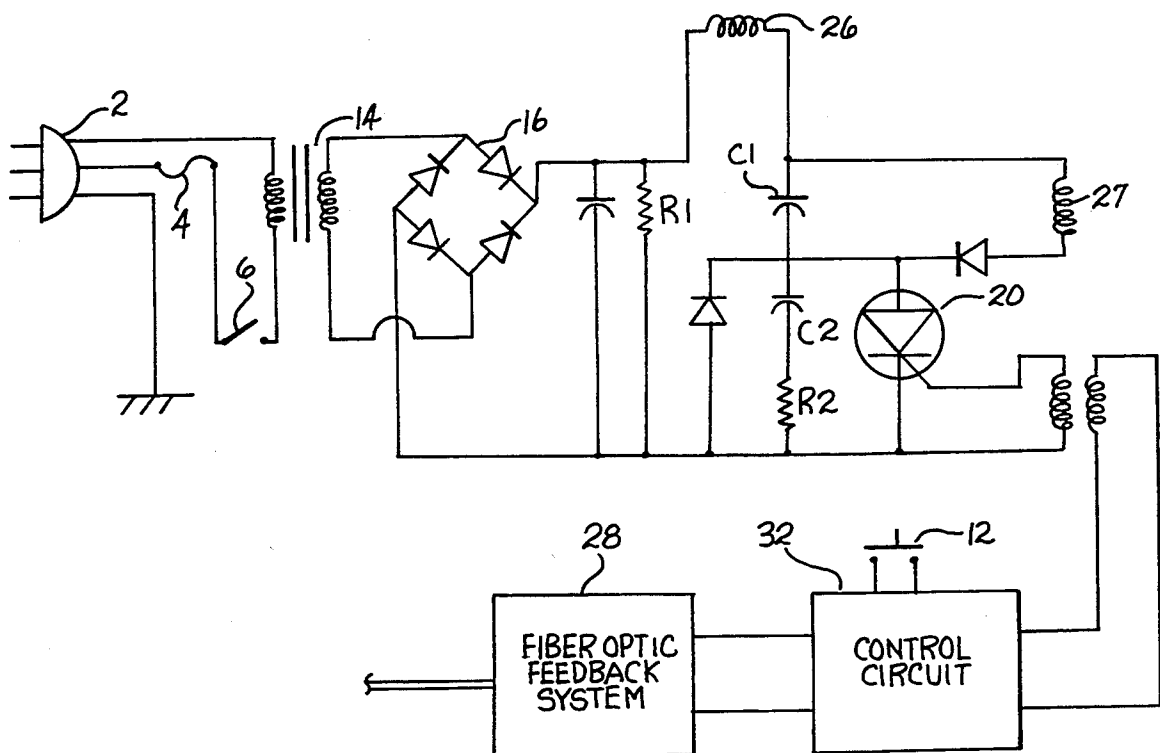 26
2
14
16
C1
R1
27
4
6
20
C2
R2
28
32
12
FIBER OPTIC
FEEDBACK
SYSTEM
CONTROL
CIRCUIT